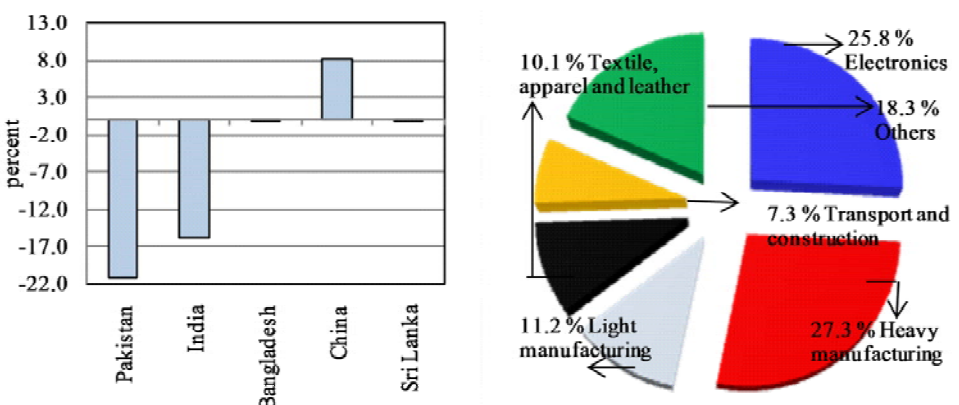 13.0
8.0
3.0
-2.0
-7.0
-12.0
-17.0
-22.0
percent
Pakistan
India
Bangladesh
China
Sri Lanka
25.8 %
Electronics
10.1 % Textile,
apparel and leather
18.3 %
Others
7.3 % Transport and
construction
11.2 % Light
manufacturing
27.3 % Heavy
manufacturing